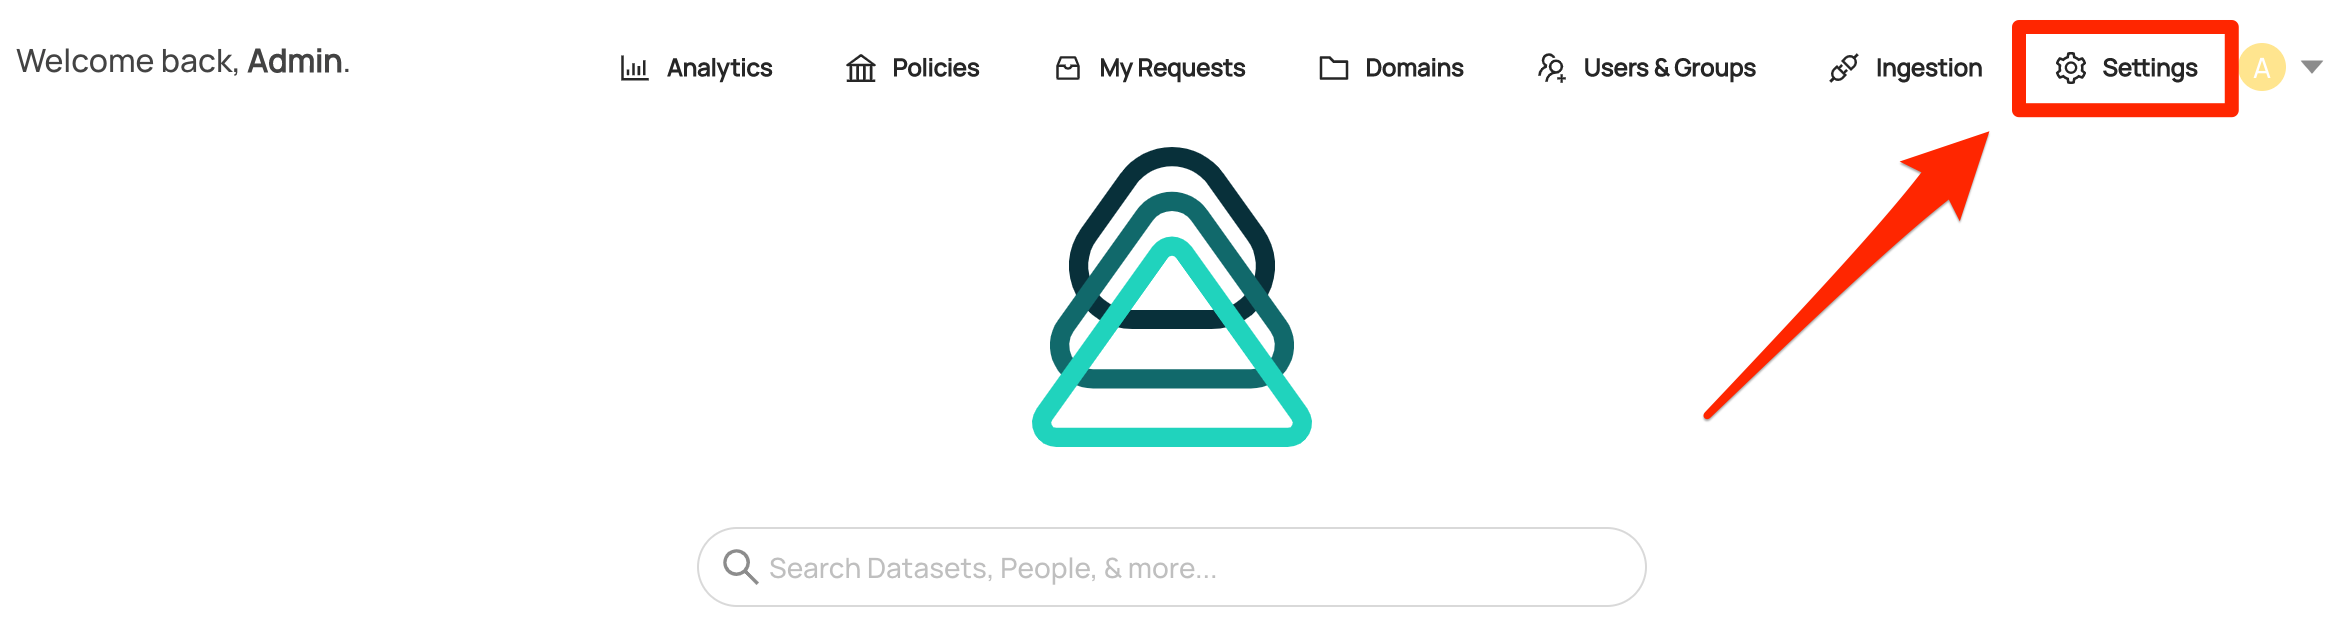 Welcome back, Admin.
Analytics
Policies
My Requests
Domains
Users & Groups
Ingestion
Settings
A
Search Datasets, People, & more...